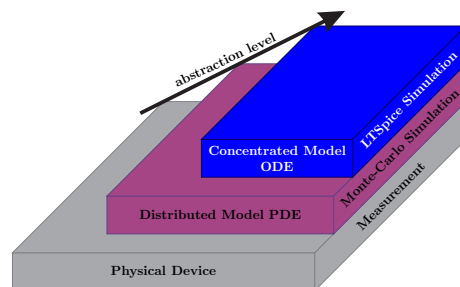 abstraction level
Concentrated Model
ODE
LTSpice Simulation
Distributed Model PDE
Monte-Carlo Simulation
Physical Device
Measurement